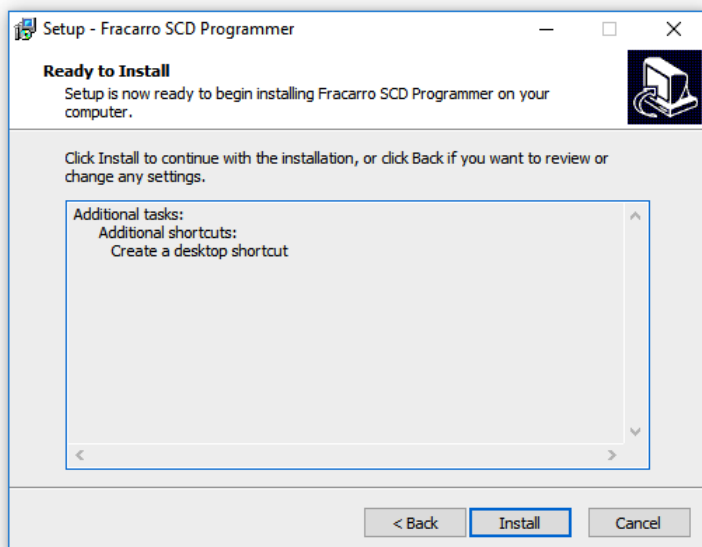 Setup - Fracarro SCD Programmer
Ready to Install
Setup is now ready to begin installing Fracarro SCD Programmer on your
computer.
Click Install to continue with the installation, or click Back if you want to review or
change any settings.
Additional tasks:
Additional shortcuts:
Create a desktop shortcut
< Back
Install
Cancel